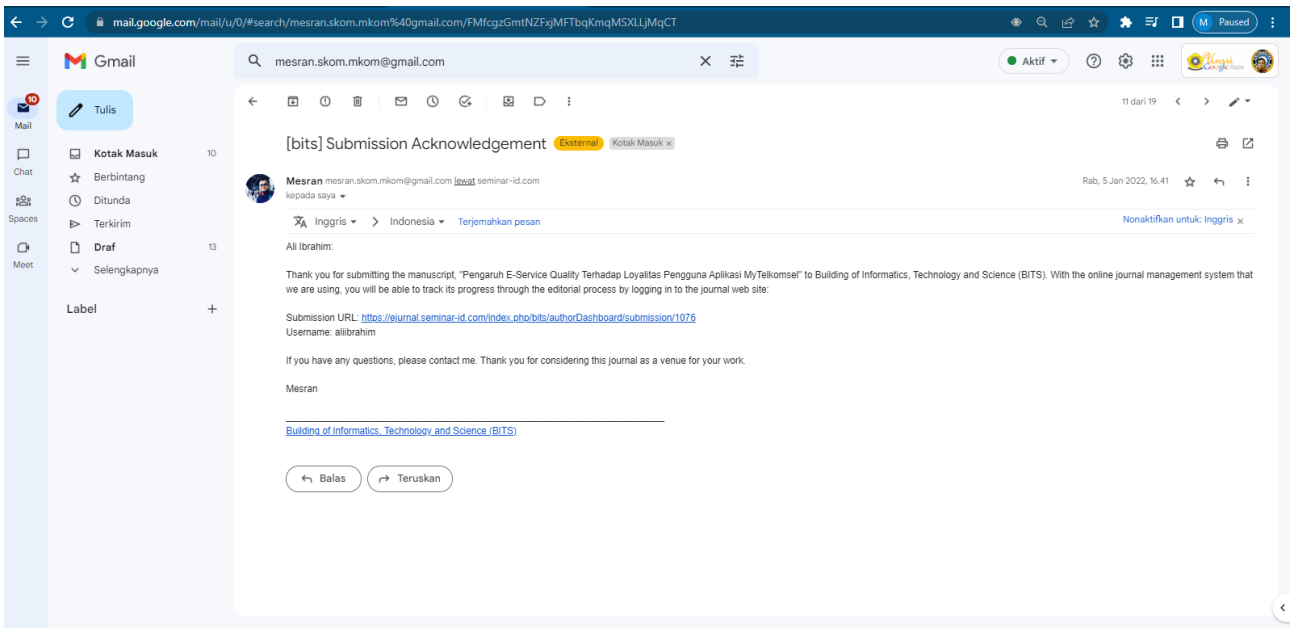 mail.google.com/mail/u/0/#search/mesran.skom.mkom%40gmail.com/FMfcgzGmtNZFxjMFTbqKmqMSXLLjMqCT
M Paused
Gmail
mesran.skom.mkom@gmail.com
Aktif
Unsri
Google Apps
10
Mail
Chat
Spaces
Meet
Tulis
Kotak Masuk 10
Berbintang
Ditunda
Terkirim
Draf 13
Selengkapnya
Label
11 dari 19
[bits] Submission Acknowledgement Eksternal Kotak Masuk x
Mesran mesran.skom.mkom@gmail.com lewat seminar-id.com Rab, 5 Jan 2022, 16.41
kepada saya
Inggris > Indonesia Terjemahkan pesan Nonaktifkan untuk: Inggris x
Ali Ibrahim:
Thank you for submitting the manuscript, "Pengaruh E-Service Quality Terhadap Loyalitas Pengguna Aplikasi MyTelkomsel" to Building of Informatics, Technology and Science (BITS). With the online journal management system that
we are using, you will be able to track its progress through the editorial process by logging in to the journal web site:
Submission URL: https://ejurnal.seminar-id.com/index.php/bits/authorDashboard/submission/1076
Username: aliibrahim
If you have any questions, please contact me. Thank you for considering this journal as a venue for your work.
Mesran
Building of Informatics, Technology and Science (BITS)
Balas
Teruskan